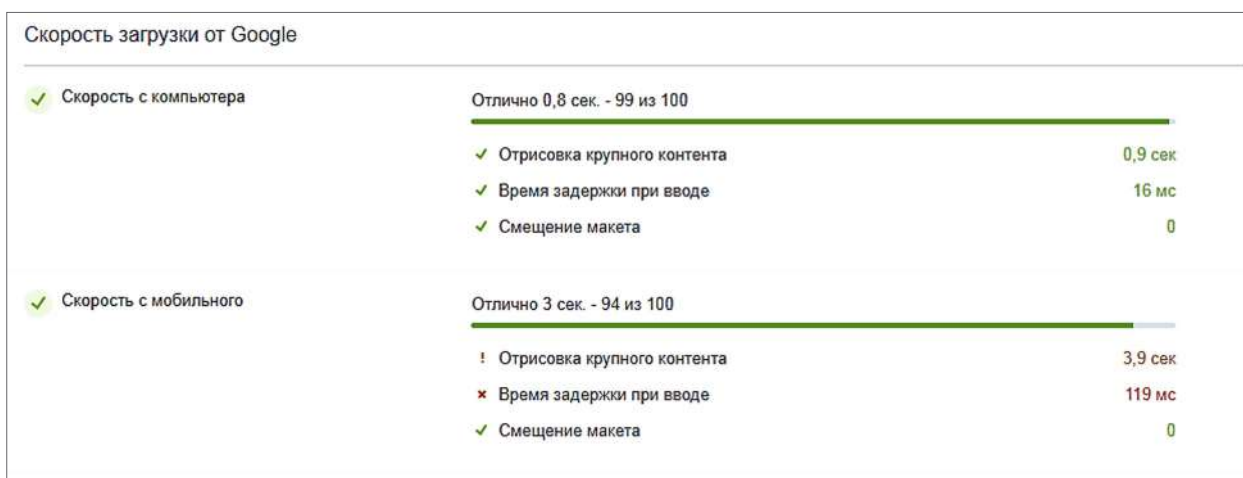 Скорость загрузки от Google
Скорость с компьютера
Отлично 0,8 сек. - 99 из 100
Отрисовка крупного контента 0,9 сек
Время задержки при вводе 16 мс
Смещение макета 0
Скорость с мобильного
Отлично 3 сек. - 94 из 100
! Отрисовка крупного контента 3,9 сек
Время задержки при вводе 119 мс
Смещение макета 0